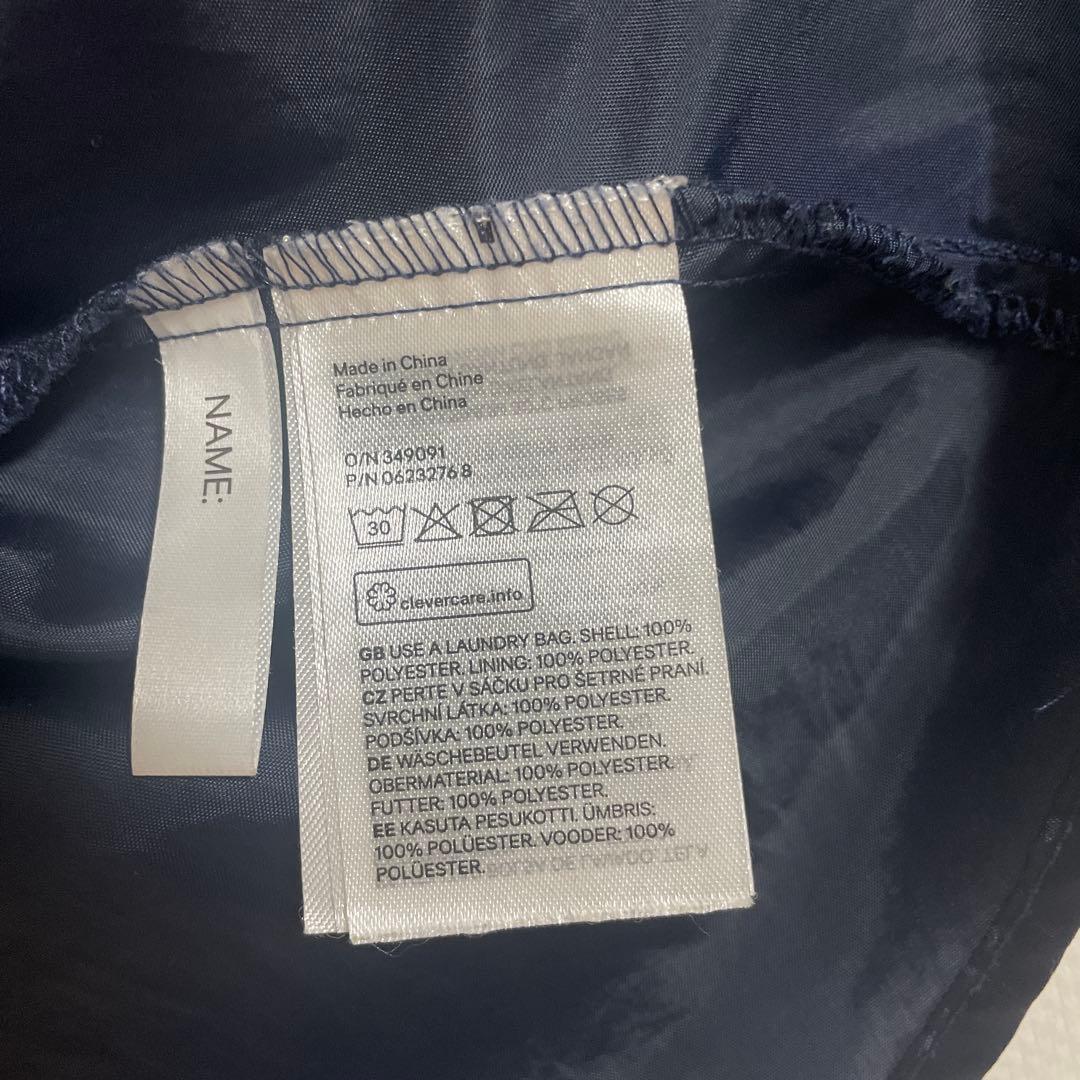 NAME:
Made in China
Fabriqué en Chine
Hecho en China
O/N 349091
P/N 0623276 8
30
clevercare.info
GB USE A LAUNDRY BAG. SHELL: 100%
POLYESTER. LINING: 100% POLYESTER.
CZ PERTE V SÁČKU PRO ŠETRNÉ PRANÍ.
SVRCHNÍ LÁTKA: 100% POLYESTER.
PODŠÍVKA: 100% POLYESTER.
DE WÄSCHEBEUTEL VERWENDEN.
OBERMATERIAL: 100% POLYESTER.
FUTTER: 100% POLYESTER.
EE KASUTA PESUKOTTI. ÜMBRIS:
100% POLÜESTER. VOODER: 100%
POLÜESTER.